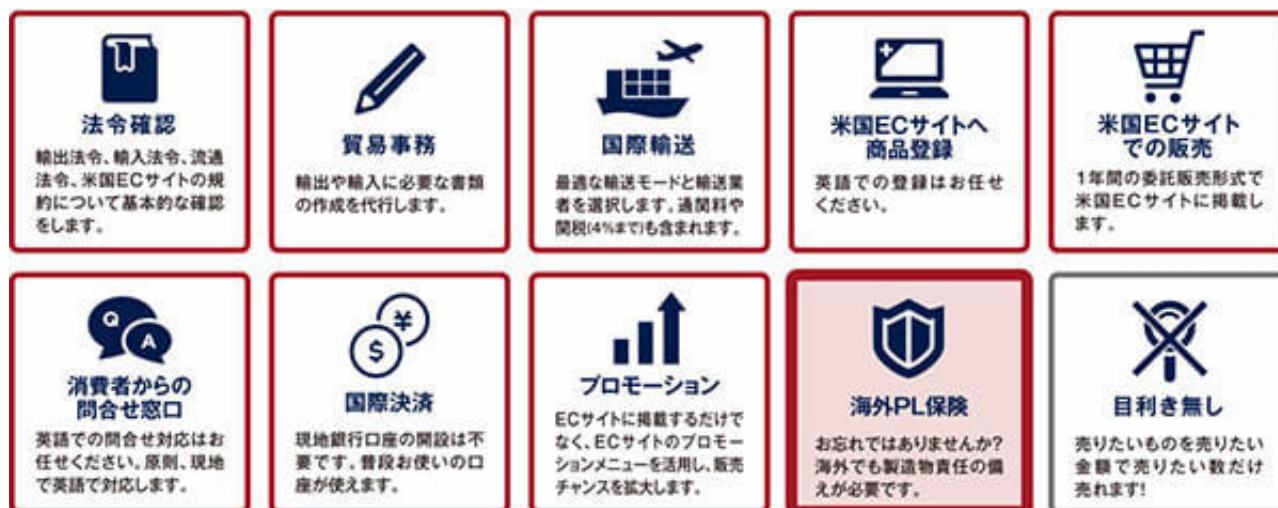 法令確認
輸出法令、輸入法令、流通
法令、米国ECサイトの規
約について基本的な確認
をします。
貿易事務
輸出や輸入に必要な書類
の作成を代行します。
国際輸送
最適な輸送モードと輸送業
者を選択します。通関料や
関税(4%まで)も含まれます。
米国ECサイトへ
商品登録
英語での登録はお任せ
ください。
米国ECサイト
での販売
1年間の委託販売形式で
米国ECサイトに掲載し
ます。
Q
A
消費者からの
問合せ窓口
英語での問合せ対応はお
任せください。原則、現地
で英語で対応します。
¥
$
国際決済
現地銀行口座の開設は不
要です。普段お使いの口
座が使えます。
プロモーション
ECサイトに掲載するだけで
なく、ECサイトのプロモー
ションメニューを活用し、販売
チャンスを拡大します。
海外PL保険
お忘れではありませんか?
海外でも製造物責任の備
えが必要です。
目利き無し
売りたいものを売りたい
金額で売りたい数だけ
売れます!